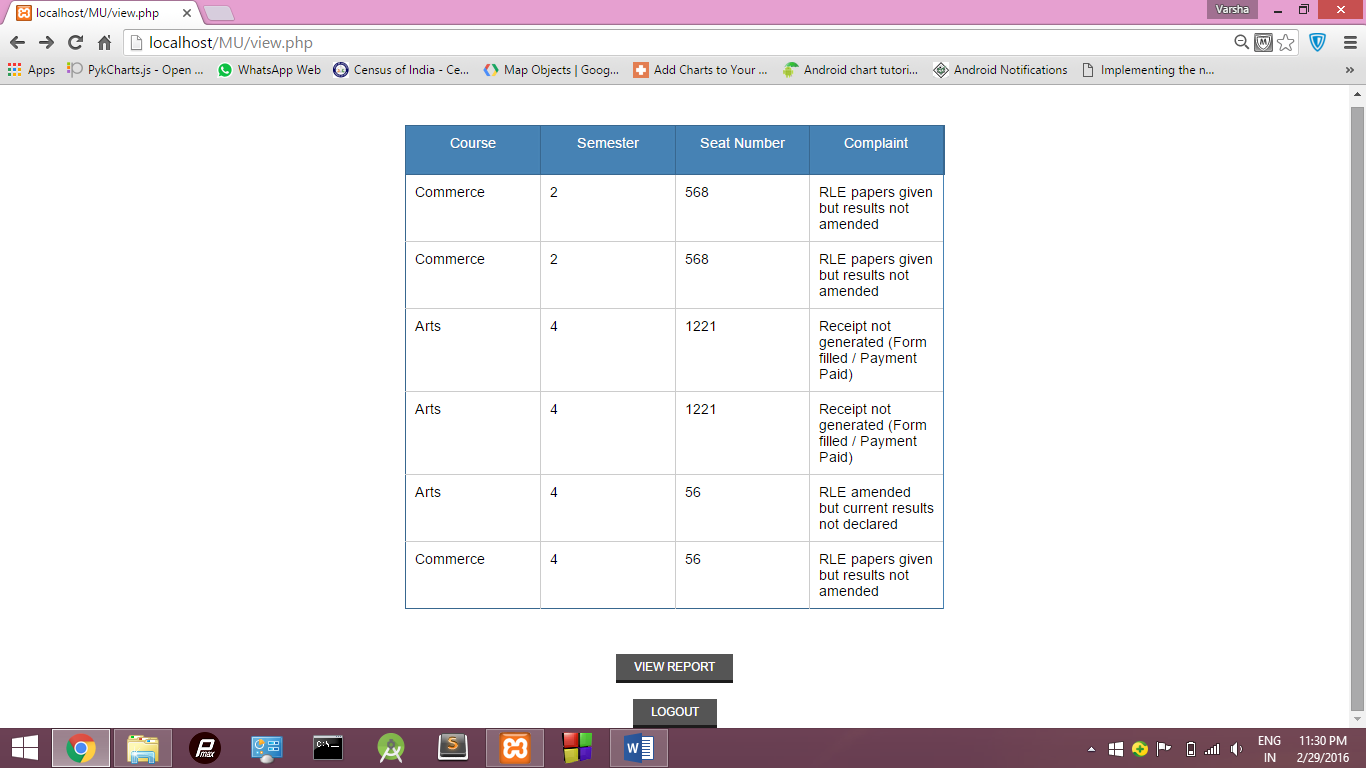 localhost/MU/view.php
Varsha
localhost/MU/view.php
Apps PykCharts.js - Open ... WhatsApp Web Census of India - Ce... Map Objects | Goog... Add Charts to Your ... Android chart tutori... Android Notifications Implementing the n... »
Course Semester Seat Number Complaint
Commerce 2 568 RLE papers given
but results not
amended
Commerce 2 568 RLE papers given
but results not
amended
Arts 4 1221 Receipt not
generated (Form
filled / Payment
Paid)
Arts 4 1221 Receipt not
generated (Form
filled / Payment
Paid)
Arts 4 56 RLE amended
but current results
not declared
Commerce 4 56 RLE papers given
but results not
amended
VIEW REPORT
LOGOUT
ENG 11:30 PM
IN 2/29/2016